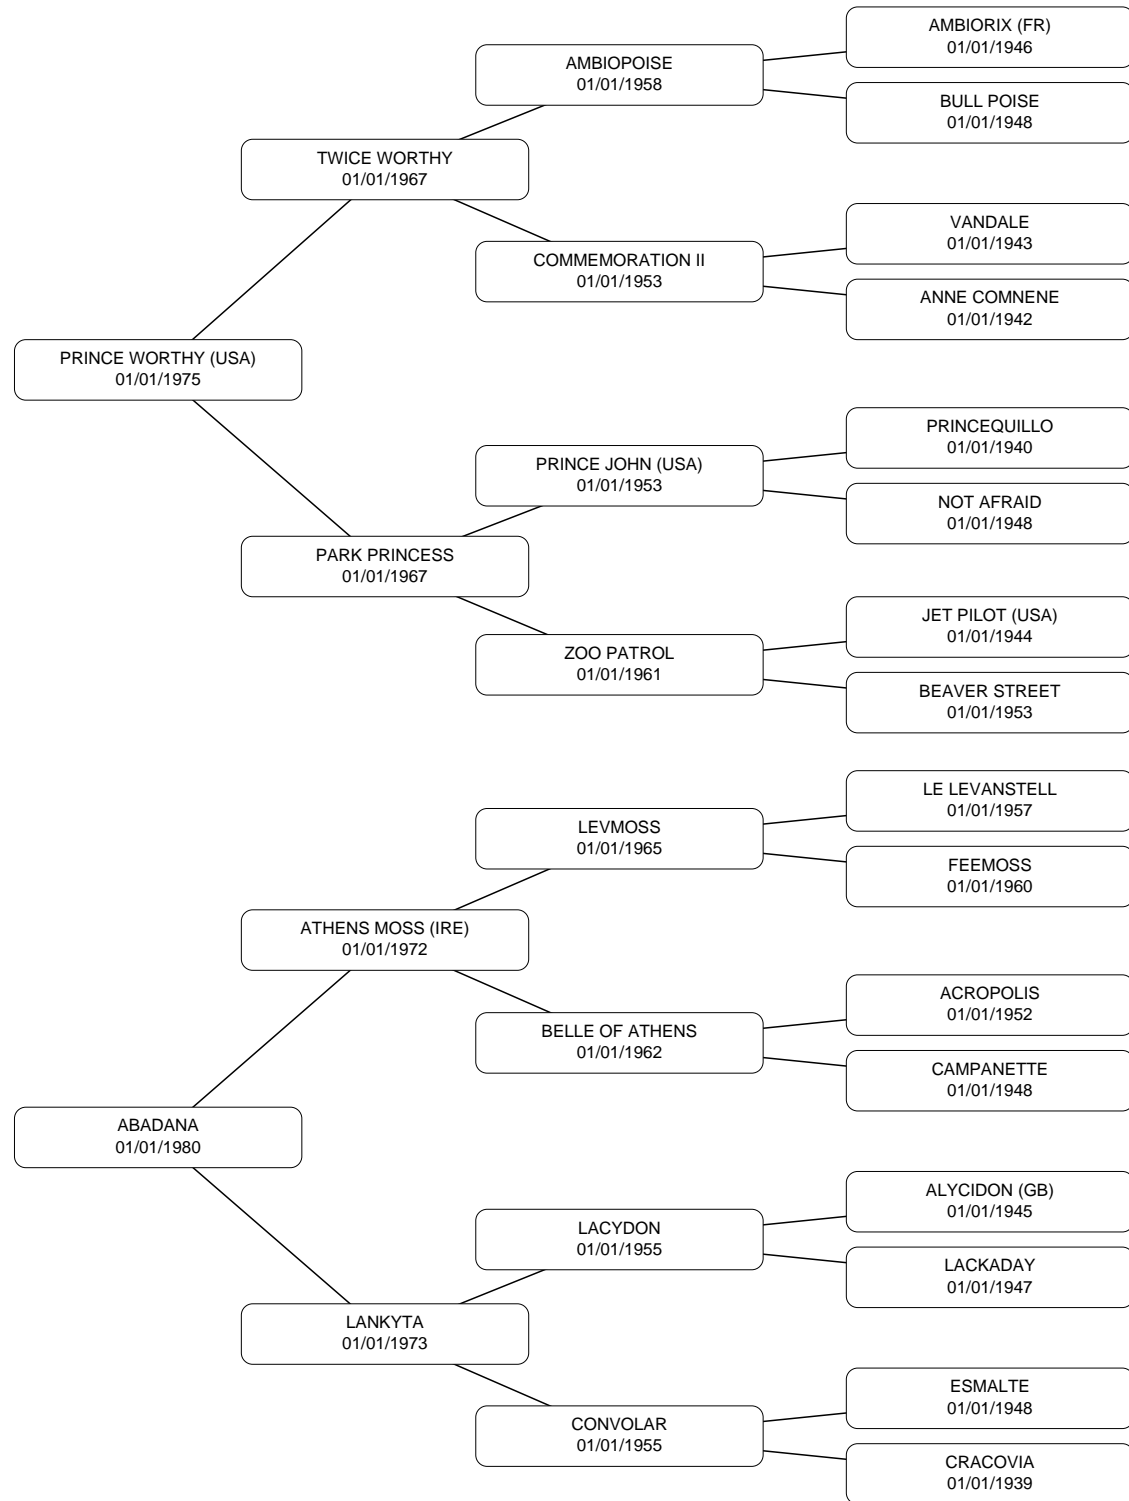 AMBIORIX (FR)
01/01/1946
AMBIOPOISE
01/01/1958
BULL POISE
01/01/1948
TWICE WORTHY
01/01/1967
VANDALE
01/01/1943
COMMEMORATION II
01/01/1953
ANNE COMNENE
01/01/1942
PRINCE WORTHY (USA)
01/01/1975
PRINCEQUILLO
01/01/1940
PRINCE JOHN (USA)
01/01/1953
NOT AFRAID
01/01/1948
PARK PRINCESS
01/01/1967
JET PILOT (USA)
01/01/1944
ZOO PATROL
01/01/1961
BEAVER STREET
01/01/1953
LE LEVANSTELL
01/01/1957
LEVMOSS
01/01/1965
FEEMOSS
01/01/1960
ATHENS MOSS (IRE)
01/01/1972
ACROPOLIS
01/01/1952
BELLE OF ATHENS
01/01/1962
CAMPANETTE
01/01/1948
ABADANA
01/01/1980
ALYCIDON (GB)
01/01/1945
LACYDON
01/01/1955
LACKADAY
01/01/1947
LANKYTA
01/01/1973
ESMALTE
01/01/1948
CONVOLAR
01/01/1955
CRACOVIA
01/01/1939